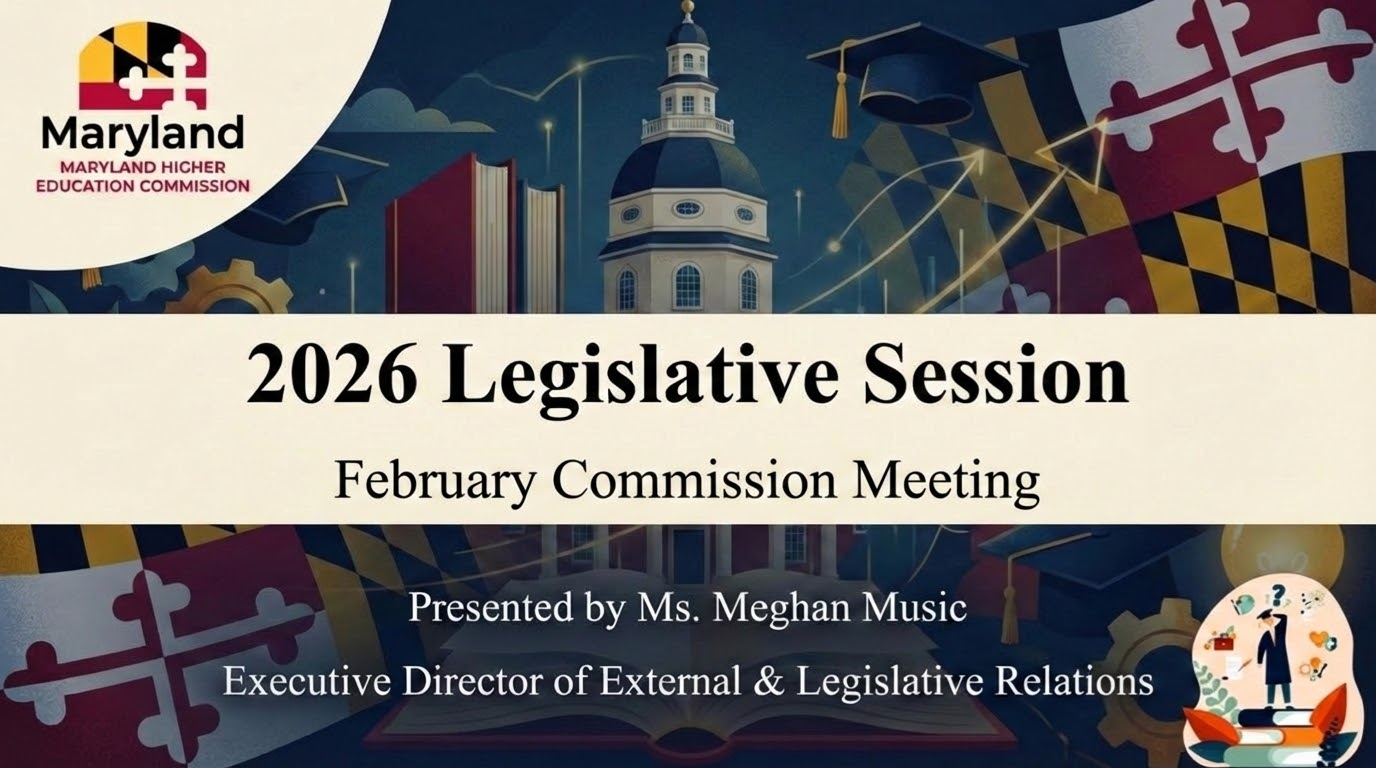 Maryland
MARYLAND HIGHER
EDUCATION COMMISSION
2026 Legislative Session
February Commission Meeting
Presented by Ms. Meghan Music
Executive Director of External & Legislative Relations
?